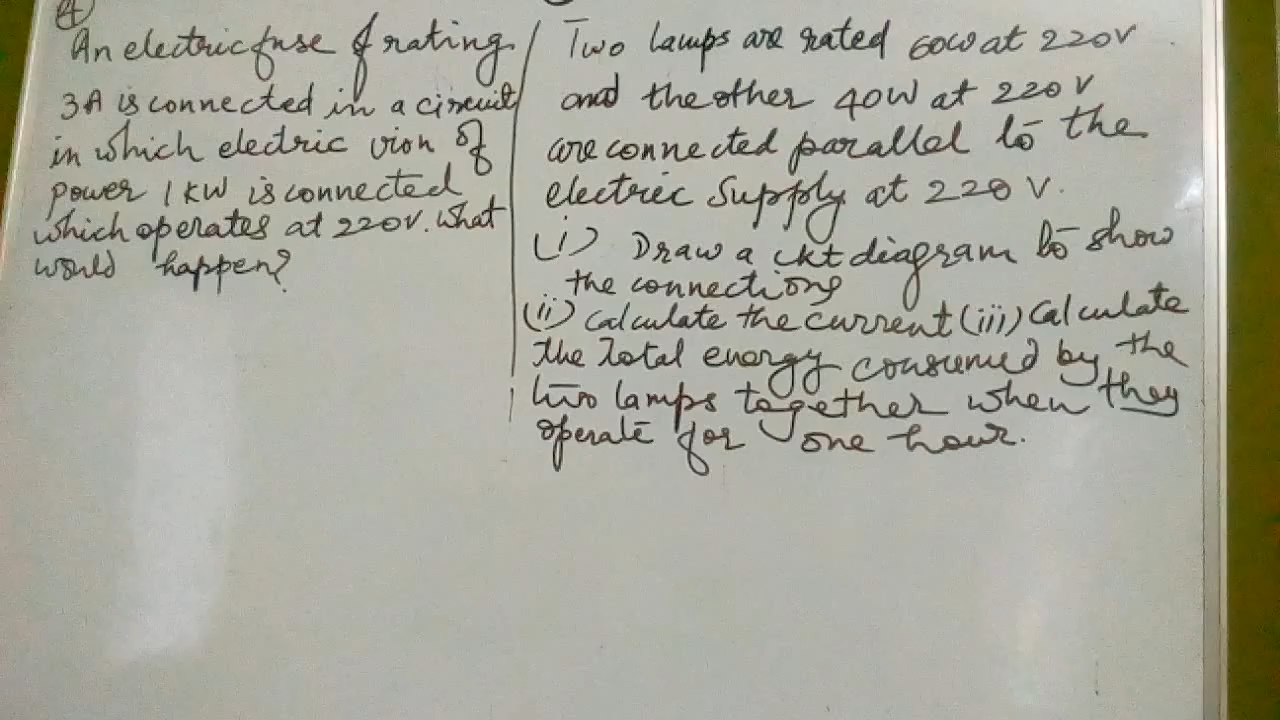 4
An electric fuse of rating
3A is connected in a circuit
in which electric iron of
power 1 KW is connected
which operates at 220V. what
would happen?
Two lamps are rated 60W at 220V
and the other 40W at 220V
are connected parallel to the
electric supply at 220 V.
(i) Draw a ckt diagram to show
the connections
(ii) Calculate the current (iii) Calculate
the total energy consumed by the
two lamps together when they
operate for one hour.